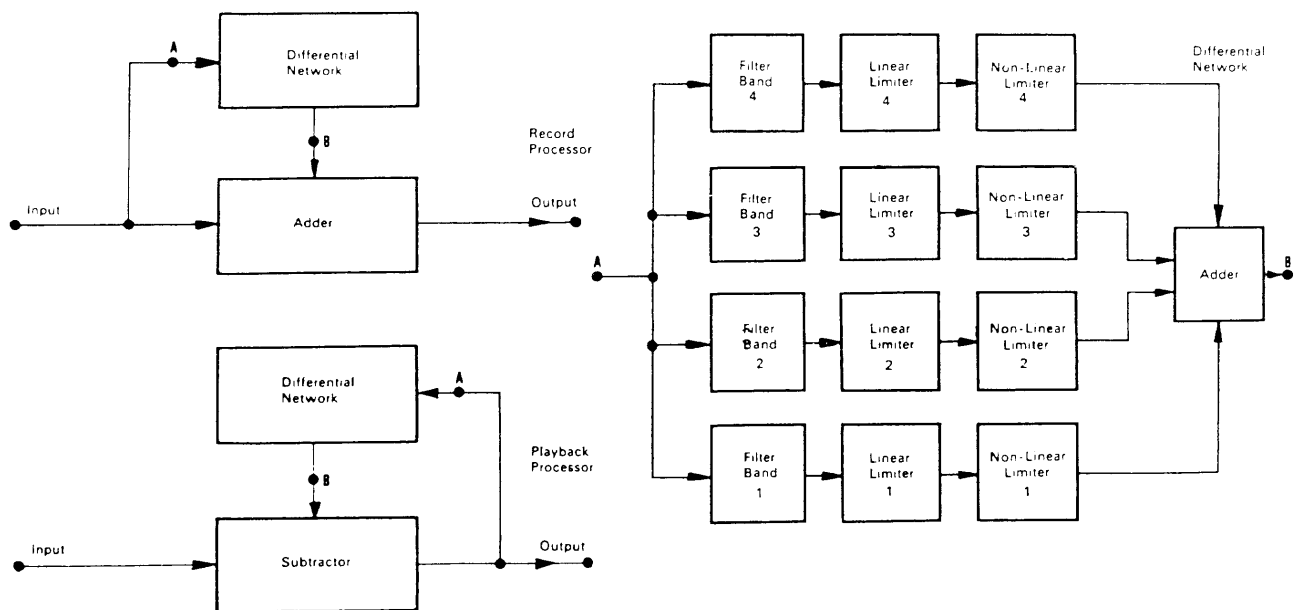 A
Differential
Network
B
Record
Processor
Input
Adder
Output
Differential
Network
A
Playback
Processor
B
Input
Subtractor
Output
Differential
Network
Filter
Band
4
Linear
Limiter
4
Non-Linear
Limiter
4
Filter
Band
3
Linear
Limiter
3
Non-Linear
Limiter
3
A
Adder
B
Filter
Band
2
Linear
Limiter
2
Non-Linear
Limiter
2
Filter
Band
1
Linear
Limiter
1
Non-Linear
Limiter
1